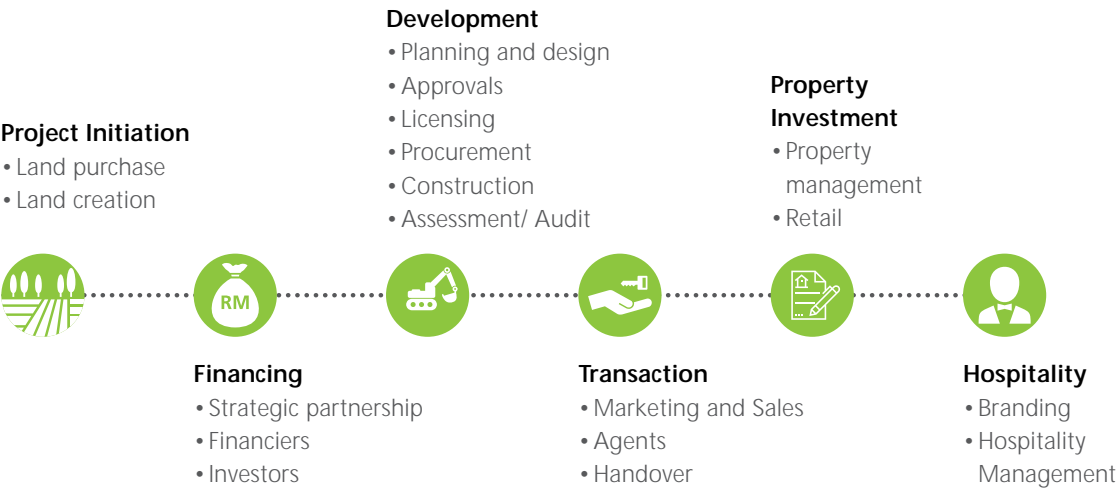 Project Initiation
• Land purchase
• Land creation
RM
Financing
• Strategic partnership
• Financiers
• Investors
Development
• Planning and design
• Approvals
• Licensing
• Procurement
• Construction
• Assessment/ Audit
Transaction
• Marketing and Sales
• Agents
• Handover
Property
Investment
• Property
management
• Retail
Hospitality
• Branding
• Hospitality
Management